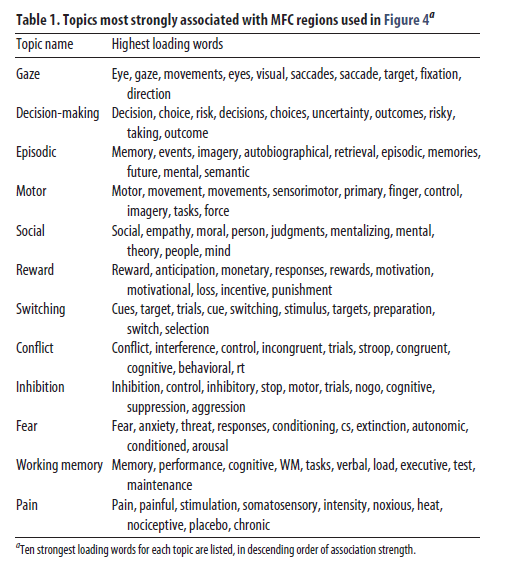 Table 1. Topics most strongly associated with MFC regions used in Figure 4a
Topic name Highest loading words
Gaze Eye, gaze, movements, eyes, visual, saccades, saccade, target, fixation,
direction
Decision-making Decision, choice, risk, decisions, choices, uncertainty, outcomes, risky,
taking, outcome
Episodic Memory, events, imagery, autobiographical, retrieval, episodic, memories,
future, mental, semantic
Motor Motor, movement, movements, sensorimotor, primary, finger, control,
imagery, tasks, force
Social Social, empathy, moral, person, judgments, mentalizing, mental,
theory, people, mind
Reward Reward, anticipation, monetary, responses, rewards, motivation,
motivational, loss, incentive, punishment
Switching Cues, target, trials, cue, switching, stimulus, targets, preparation,
switch, selection
Conflict Conflict, interference, control, incongruent, trials, stroop, congruent,
cognitive, behavioral, rt
Inhibition Inhibition, control, inhibitory, stop, motor, trials, nogo, cognitive,
suppression, aggression
Fear Fear, anxiety, threat, responses, conditioning, cs, extinction, autonomic,
conditioned, arousal
Working memory Memory, performance, cognitive, WM, tasks, verbal, load, executive, test,
maintenance
Pain Pain, painful, stimulation, somatosensory, intensity, noxious, heat,
nociceptive, placebo, chronic
aTen strongest loading words for each topic are listed, in descending order of association strength.